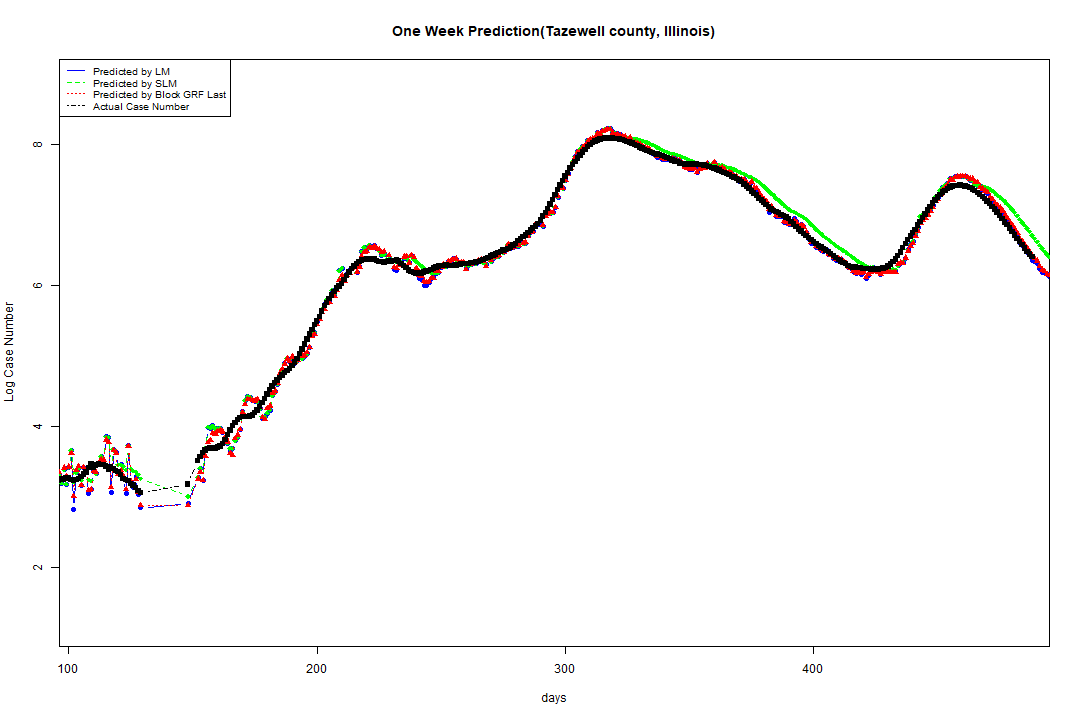 One Week Prediction(Tazewell county, Illinois)
Predicted by LM
Predicted by SLM
Predicted by Block GRF Last
Actual Case Number
8
6
4
2
Log Case Number
100 200 300 400
days